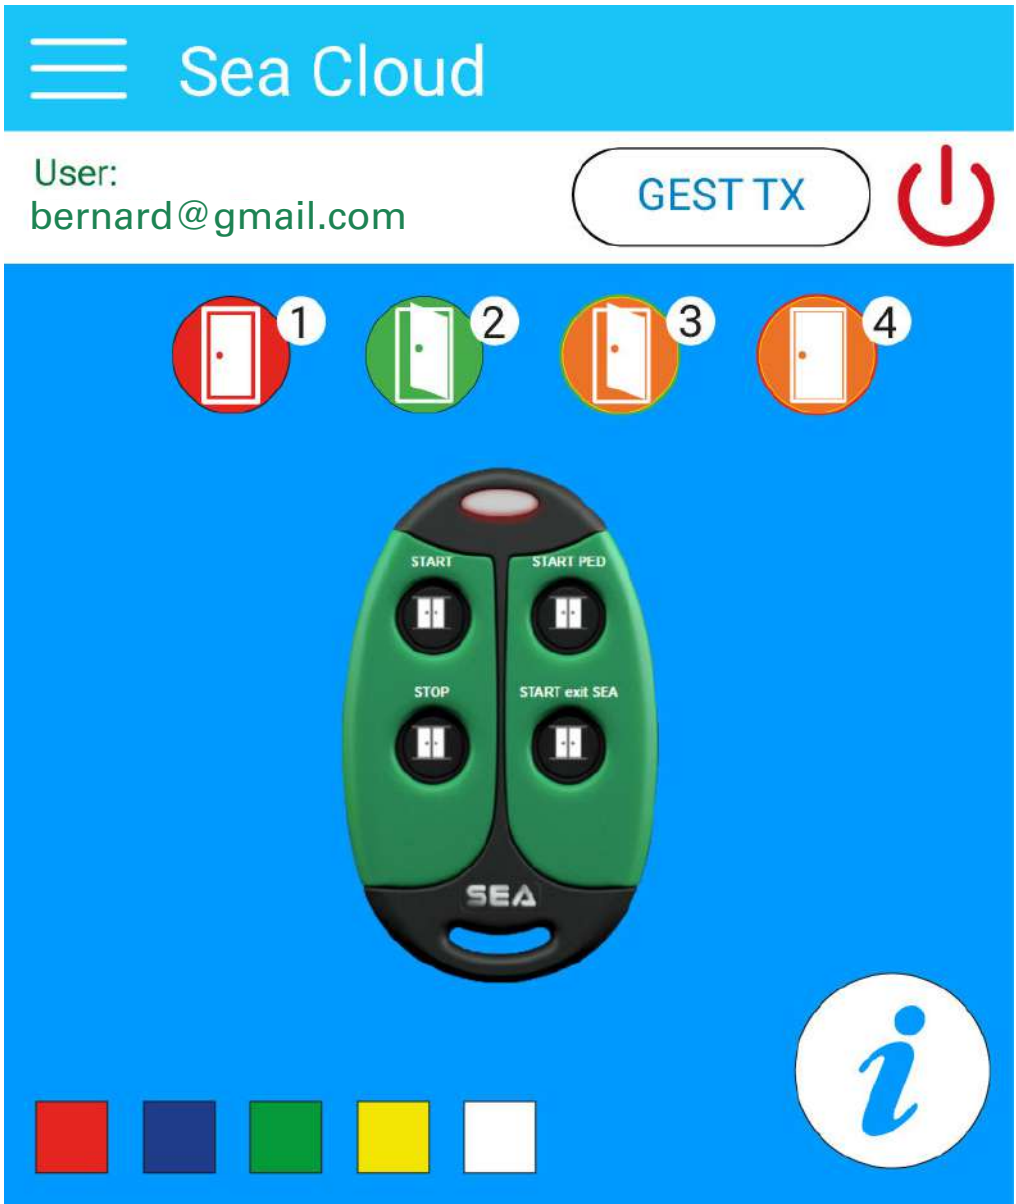 Sea Cloud
User:
bernard@gmail.com
GEST TX
1
2
3
4
START
START PED
STOP
START exit SEA
SEA
i